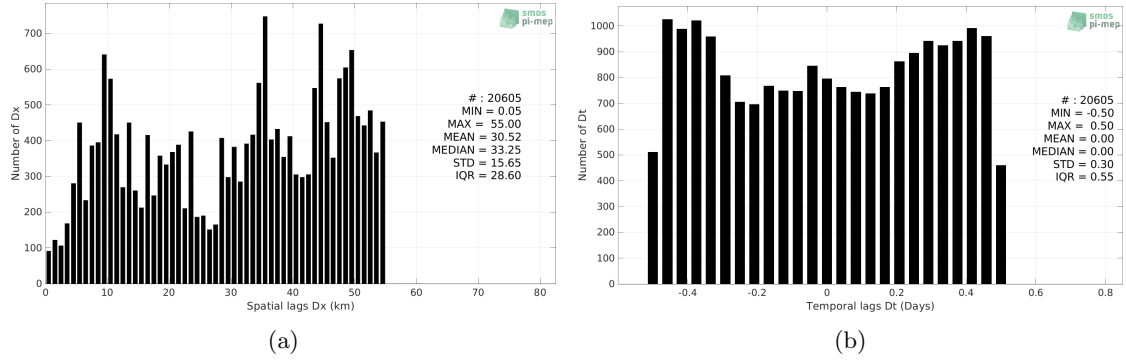 smos
pi-mep
700
600
500
400
300
200
100
0
Number of Dx
# : 20605
MIN = 0.05
MAX = 55.00
MEAN = 30.52
MEDIAN = 33.25
STD = 15.65
IQR = 28.60
0 10 20 30 40 50 60 70 80
Spatial lags Dx (km)
(a)
smos
pi-mep
1000
900
800
700
600
500
400
300
200
100
0
Number of Dt
# : 20605
MIN = -0.50
MAX = 0.50
MEAN = 0.00
MEDIAN = 0.00
STD = 0.30
IQR = 0.55
-0.4 -0.2 0 0.2 0.4 0.6 0.8
Temporal lags Dt (Days)
(b)